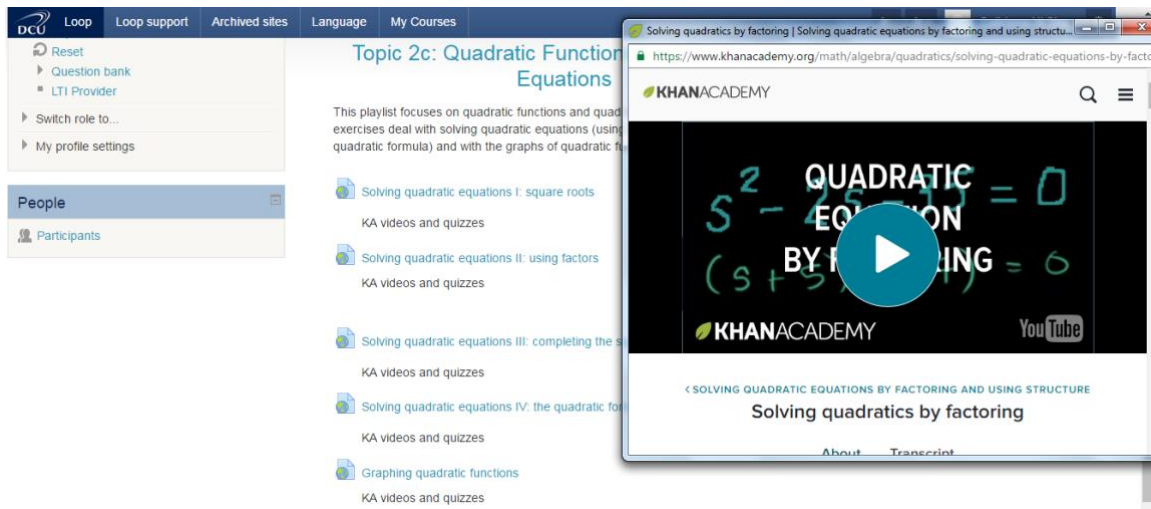 DCU Loop Loop support Archived sites Language My Courses
Reset
Question bank
LTI Provider
Switch role to...
My profile settings
People
Participants
Topic 2c: Quadratic Function
Equations
This playlist focuses on quadratic functions and quad
exercises deal with solving quadratic equations (using
quadratic formula) and with the graphs of quadratic fu
Solving quadratic equations I: square roots
KA videos and quizzes
Solving quadratic equations II: using factors
KA videos and quizzes
Solving quadratic equations III: completing the s
KA videos and quizzes
Solving quadratic equations IV: the quadratic for
KA videos and quizzes
Graphing quadratic functions
KA videos and quizzes
Solving quadratics by factoring | Solving quadratic equations by factoring and using structu...
https://www.khanacademy.org/math/algebra/quadratics/solving-quadratic-equations-by-facto
KHANACADEMY
QUADRATIC
BY
s² - 2s - 35 = 0
(s + 5) = 0
KHANACADEMY
YouTube
< SOLVING QUADRATIC EQUATIONS BY FACTORING AND USING STRUCTURE
Solving quadratics by factoring
About Transcript